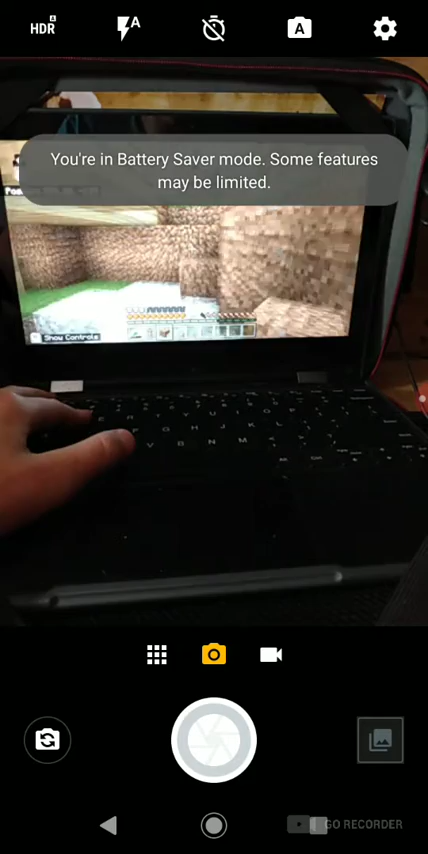 HDR A
A
A
You're in Battery Saver mode. Some features
may be limited.
Show Controls
E R Y U
G H J K L
V B N M
GO RECORDER